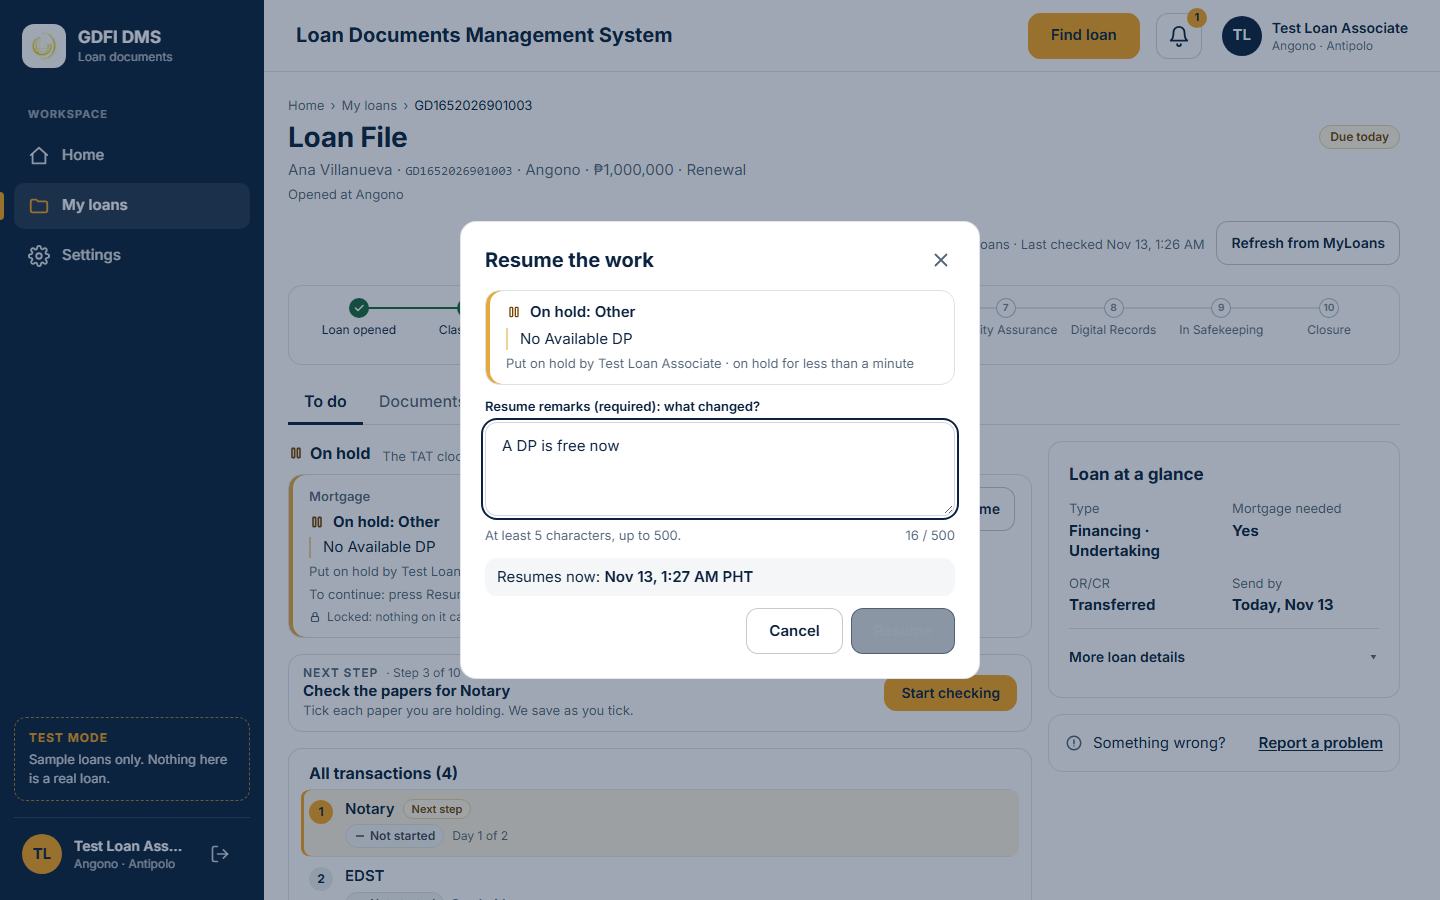 GDFI DMS
Loan documents
WORKSPACE
Home
My loans
Settings
TEST MODE
Sample loans only. Nothing here
is a real loan.
TL
Test Loan Ass...
Angono · Antipolo
Loan Documents Management System
Find loan
1
TL
Test Loan Associate
Angono · Antipolo
Home › My loans › GD1652026901003
Loan File
Due today
Ana Villanueva · GD1652026901003 · Angono · ₱1,000,000 · Renewal
Opened at Angono
oans · Last checked Nov 13, 1:26 AM
Refresh from MyLoans
Loan opened
Clas
7
ity Assurance
8
Digital Records
9
In Safekeeping
10
Closure
To do
Documents
On hold
The TAT cloc
Mortgage
On hold: Other
No Available DP
Put on hold by Test Loan
To continue: press Resum
Locked: nothing on it ca
me
NEXT STEP · Step 3 of 10
Check the papers for Notary
Tick each paper you are holding. We save as you tick.
Start checking
All transactions (4)
1
Notary
Next step
Not started
Day 1 of 2
2
EDST
Loan at a glance
Type
Financing ·
Undertaking
Mortgage needed
Yes
OR/CR
Transferred
Send by
Today, Nov 13
More loan details
Something wrong?
Report a problem
Resume the work
On hold: Other
No Available DP
Put on hold by Test Loan Associate · on hold for less than a minute
Resume remarks (required): what changed?
A DP is free now
At least 5 characters, up to 500.
16 / 500
Resumes now: Nov 13, 1:27 AM PHT
Cancel